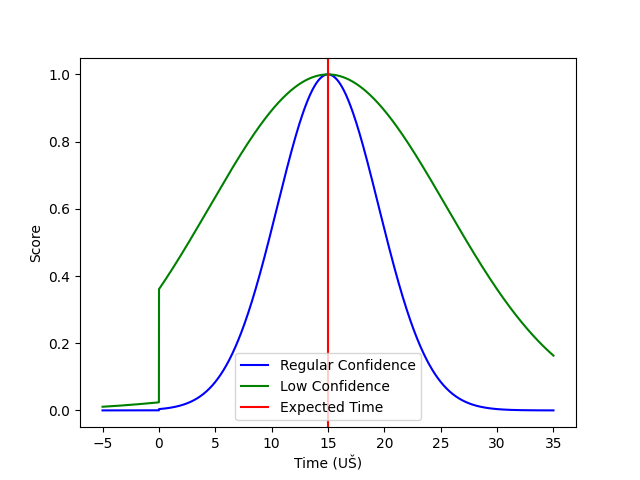 1.0
0.8
0.6
0.4
0.2
0.0
Score
Regular Confidence
Low Confidence
Expected Time
−5 0 5 10 15 20 25 30 35
Time (UŠ)